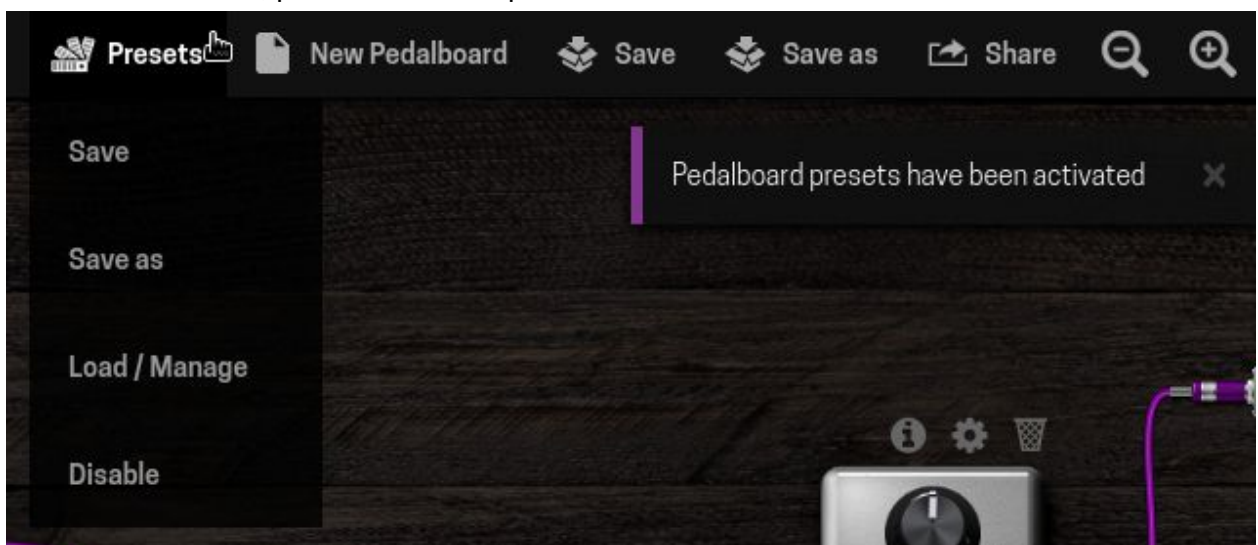 Presets
New Pedalboard
Save
Save as
Share
Save
Pedalboard presets have been activated
Save as
Load / Manage
Disable